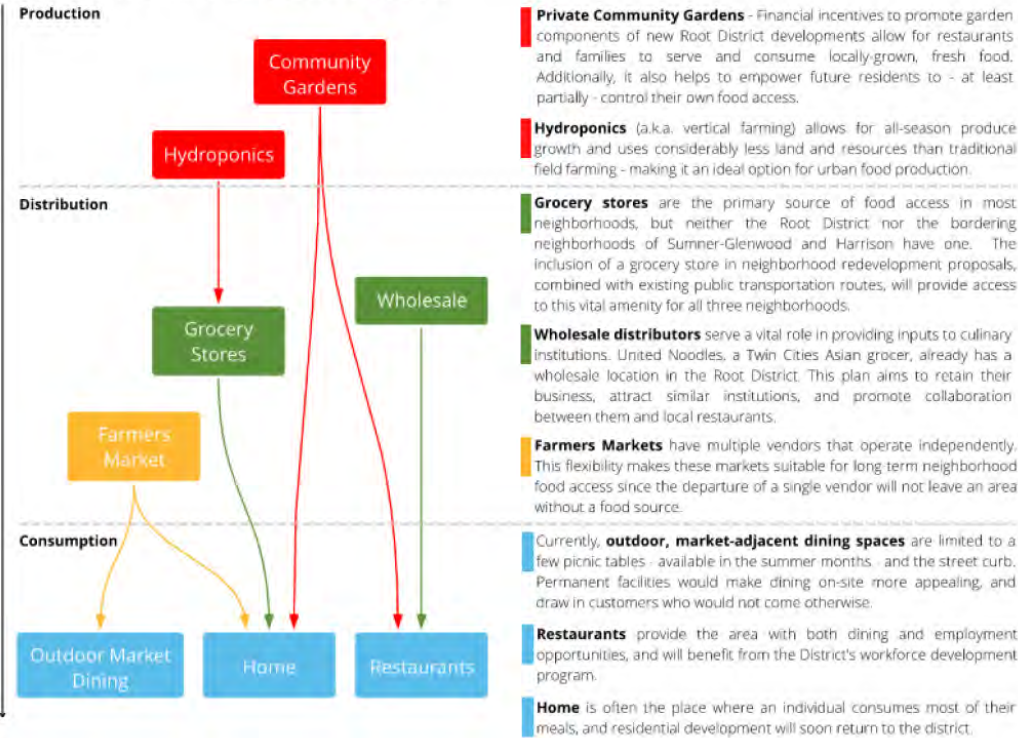 Production
Community
Gardens
Hydroponics
Distribution
Wholesale
Grocery
Stores
Farmers
Market
Consumption
Outdoor Market
Dining
Home
Restaurants
Private Community Gardens - Financial incentives to promote garden
components of new Root District developments allow for restaurants
and families to serve and consume locally-grown, fresh food.
Additionally, it also helps to empower future residents to - at least
partially - control their own food access.
Hydroponics (a.k.a. vertical farming) allows for all-season produce
growth and uses considerably less land and resources than traditional
field farming - making it an ideal option for urban food production.
Grocery stores are the primary source of food access in most
neighborhoods, but neither the Root District nor the bordering
neighborhoods of Sumner-Glenwood and Harrison have one. The
inclusion of a grocery store in neighborhood redevelopment proposals,
combined with existing public transportation routes, will provide access
to this vital amenity for all three neighborhoods.
Wholesale distributors serve a vital role in providing inputs to culinary
institutions. United Noodles, a Twin Cities Asian grocer, already has a
wholesale location in the Root District. This plan aims to retain their
business, attract similar institutions, and promote collaboration
between them and local restaurants.
Farmers Markets have multiple vendors that operate independently.
This flexibility makes these markets suitable for long term neighborhood
food access since the departure of a single vendor will not leave an area
without a food source.
Currently, outdoor, market-adjacent dining spaces are limited to a
few picnic tables - available in the summer months - and the street curb.
Permanent facilities would make dining on-site more appealing, and
draw in customers who would not come otherwise.
Restaurants provide the area with both dining and employment
opportunities, and will benefit from the District's workforce development
program.
Home is often the place where an individual consumes most of their
meals, and residential development will soon return to the district.